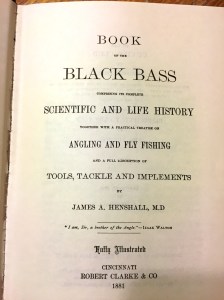 BOOK
OF THE
BLACK BASS
COMPRISING ITS COMPLETE
SCIENTIFIC AND LIFE HISTORY
TOGETHER WITH A PRACTICAL TREATISE ON
ANGLING AND FLY FISHING
AND A FULL DESCRIPTION OF
TOOLS, TACKLE AND IMPLEMENTS
BY
JAMES A. HENSHALL, M.D
"I am, Sir, a brother of the Angle."—IZAAK WALTON
Fully Illustrated
CINCINNATI
ROBERT CLARKE & CO
1881